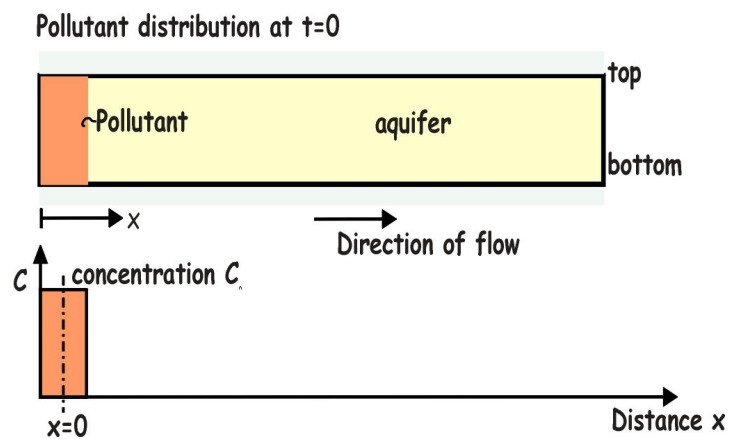 Pollutant distribution at t=0
top
Pollutant
aquifer
bottom
x
Direction of flow
C
concentration C
x=0
Distance x